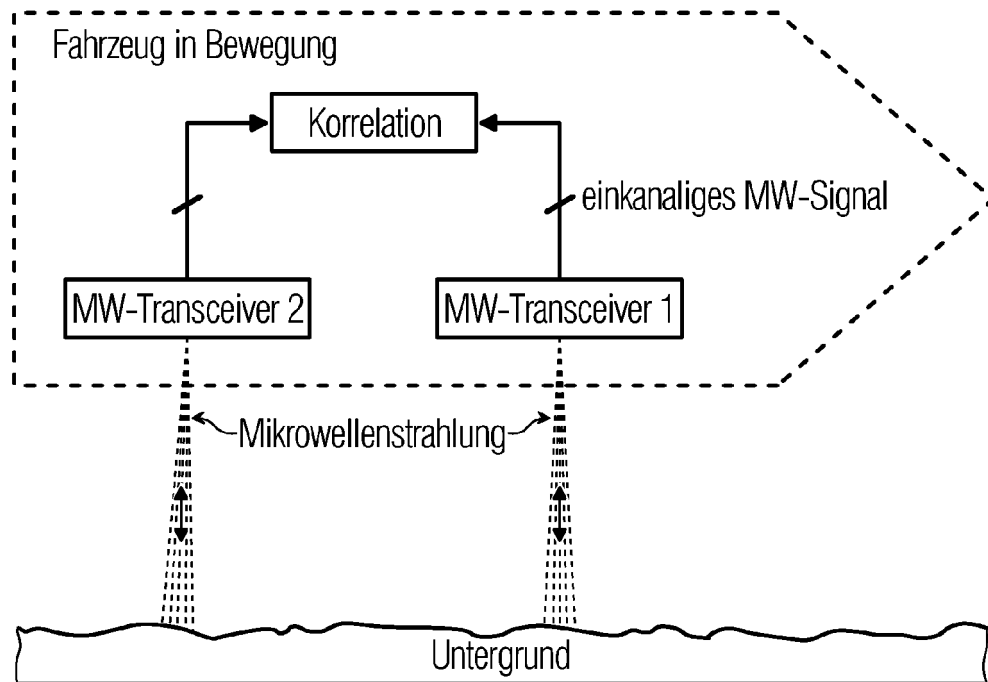 Fahrzeug in Bewegung
Korrelation
einkanaliges MW-Signal
MW-Transceiver 2
MW-Transceiver 1
Mikrowellenstrahlung
Untergrund